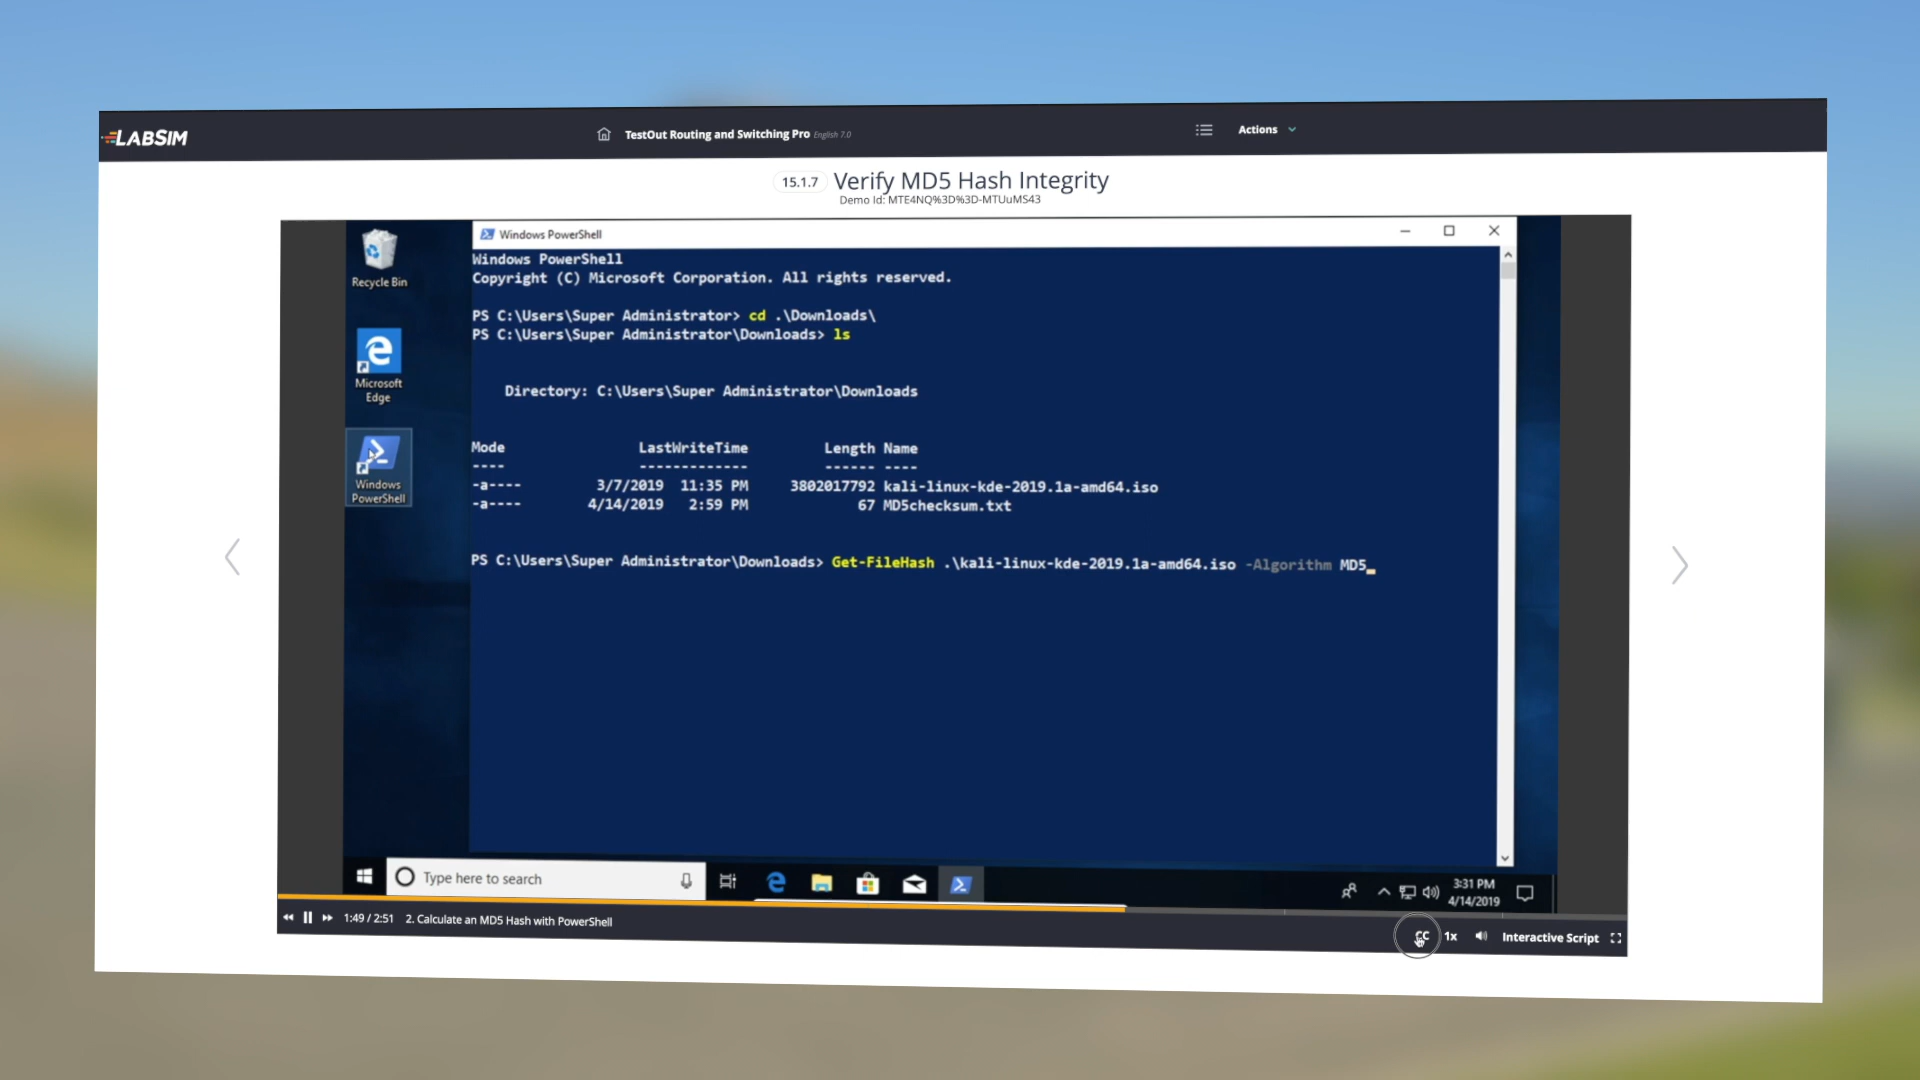 LABSIM
TestOut Routing and Switching Pro English 7.0
Actions
15.1.7 Verify MD5 Hash Integrity
Demo Id: MTE4NQ%3D%3D-MTUuMS43
Recycle Bin
Microsoft
Edge
Windows
PowerShell
Windows PowerShell
Windows PowerShell
Copyright (C) Microsoft Corporation. All rights reserved.
PS C:\Users\Super Administrator> cd .\Downloads\
PS C:\Users\Super Administrator\Downloads> ls
Directory: C:\Users\Super Administrator\Downloads
Mode LastWriteTime Length Name
---- ------------- ------ ----
-a---- 3/7/2019 11:35 PM 3802017792 kali-linux-kde-2019.1a-amd64.iso
-a---- 4/14/2019 2:59 PM 67 MD5checksum.txt
PS C:\Users\Super Administrator\Downloads> Get-FileHash .\kali-linux-kde-2019.1a-amd64.iso -Algorithm MD5_
Type here to search
3:31 PM
4/14/2019
1:49 / 2:51 2. Calculate an MD5 Hash with PowerShell
CC 1x Interactive Script